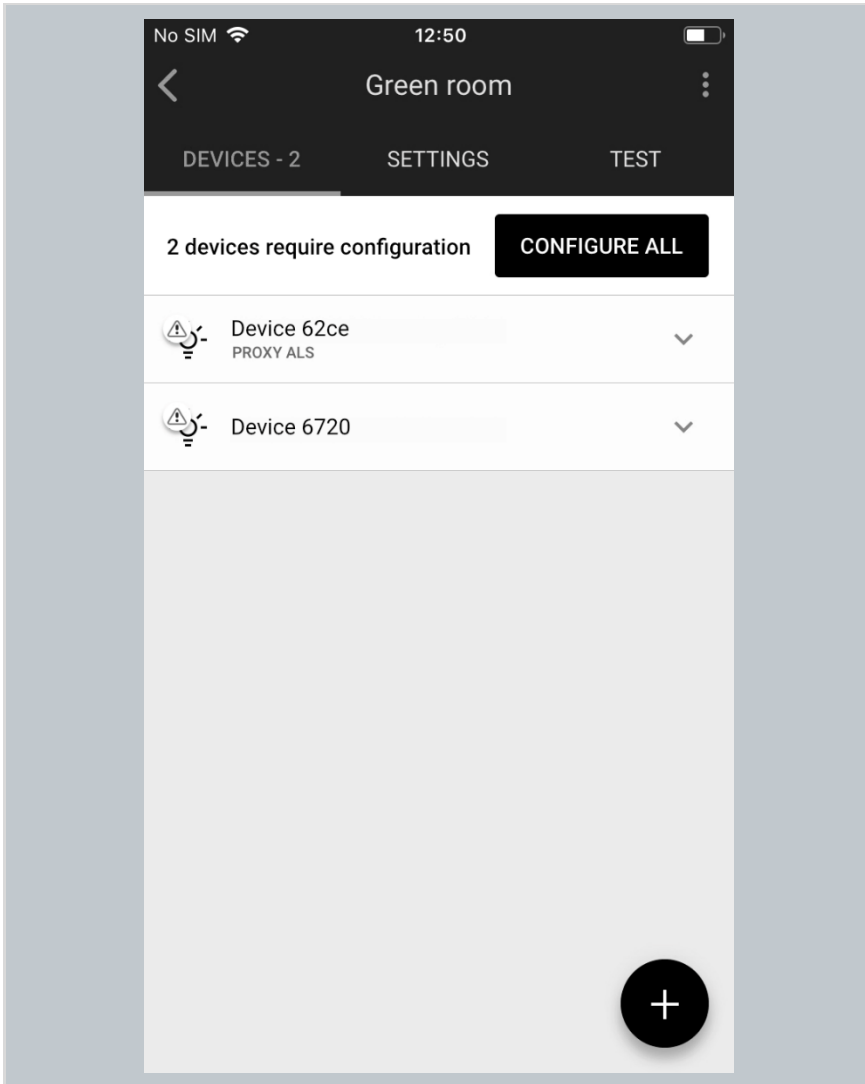 No SIM 12:50
Green room
DEVICES - 2 SETTINGS TEST
2 devices require configuration CONFIGURE ALL
Device 62ce
PROXY ALS
Device 6720